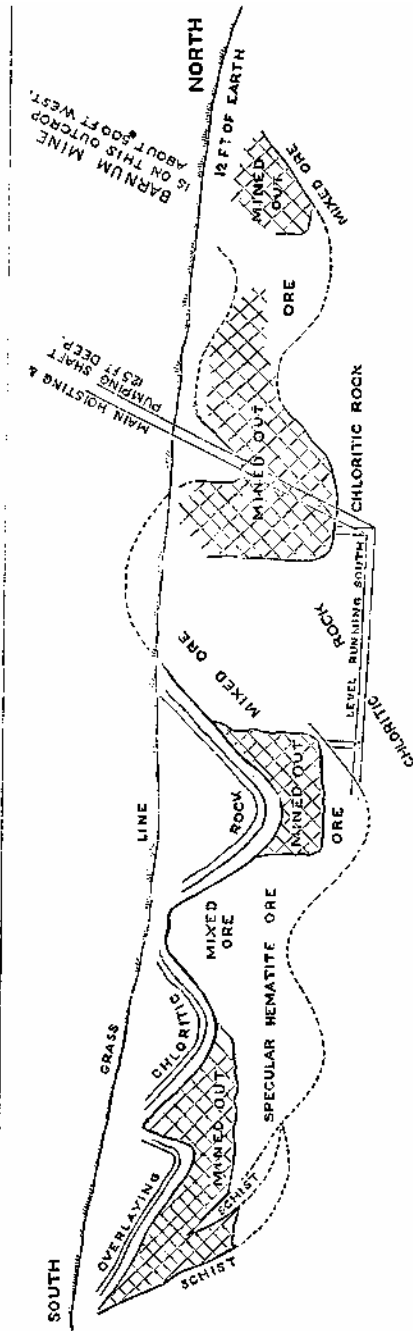 SOUTH
NORTH
BARNUM MINE
IS ON THIS OUTCROP
ABOUT 500 FT WEST.
GRASS
LINE
12 FT OF EARTH
MAIN HOISTING &
PUMPING SHAFT
125 FT DEEP.
OVERLAYING
CHLORITIC
ROCK
MIXED ORE
MIXED
ORE
MINED OUT
MINED OUT
MINED OUT
MINED
OUT
MIXED ORE
ORE
ORE
SCHIST
SCHIST
SPECULAR HEMATITE ORE
LEVEL RUNNING SOUTH
CHLORITIC
ROCK
CHLORITIC ROCK